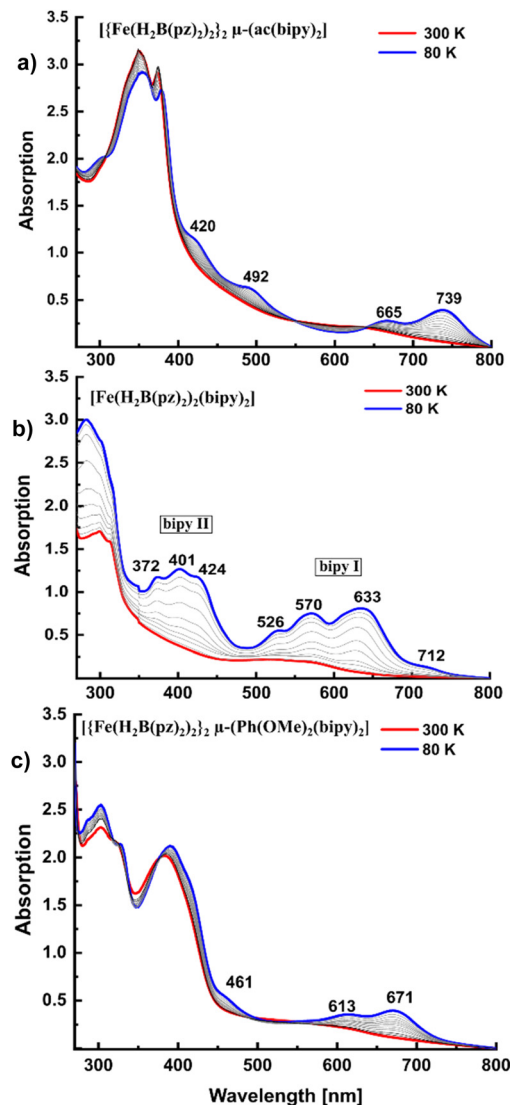 a)
[{Fe(H₂B(pz)₂)₂}₂ μ-(ac(bipy)₂]
300 K
80 K
3.5
3.0
2.5
2.0
1.5
1.0
0.5
Absorption
420
492
665
739
300 400 500 600 700 800
b)
[Fe(H₂B(pz)₂)₂(bipy)₂]
300 K
80 K
3.5
3.0
2.5
2.0
1.5
1.0
0.5
Absorption
bipy II
372 401 424
bipy I
526 570 633
712
300 400 500 600 700 800
c)
[{Fe(H₂B(pz)₂)₂}₂ μ-(Ph(OMe)₂(bipy)₂]
300 K
80 K
3.0
2.5
2.0
1.5
1.0
0.5
Absorption
461
613
671
300 400 500 600 700 800
Wavelength [nm]